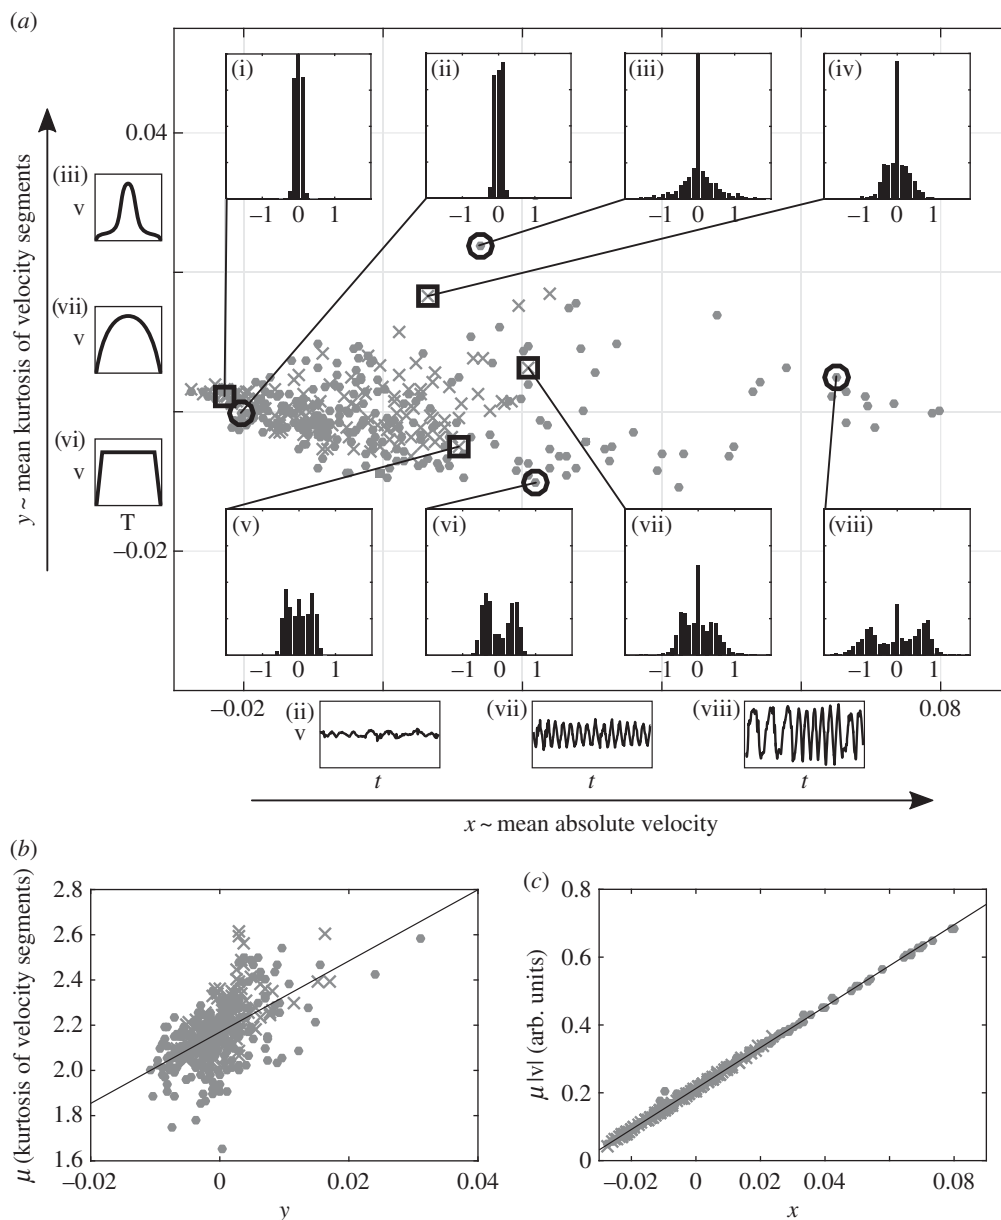 (a)
(i) (ii) (iii) (iv)
−1 0 1 −1 0 1 −1 0 1 −1 0 1
0.04
−0.02
y ~ mean kurtosis of velocity segments
(iii)
v
(vii)
v
(vi)
v
T
(v) (vi) (vii) (viii)
−1 0 1 −1 0 1 −1 0 1 −1 0 1
−0.02 0.08
(ii)
v
t
(vii)
t
(viii)
t
x ~ mean absolute velocity
(b)
μ (kurtosis of velocity segments)
2.8
2.6
2.4
2.2
2.0
1.8
1.6
−0.02 0 0.02 0.04
y
(c)
μ |v| (arb. units)
0.8
0.6
0.4
0.2
0
−0.02 0 0.02 0.04 0.04 0.08
x